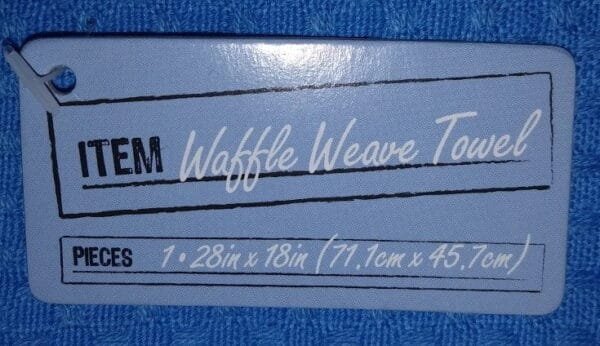 ITEM Waffle Weave Towel
PIECES 1 • 28in x 18in (71.1cm x 45.7cm)